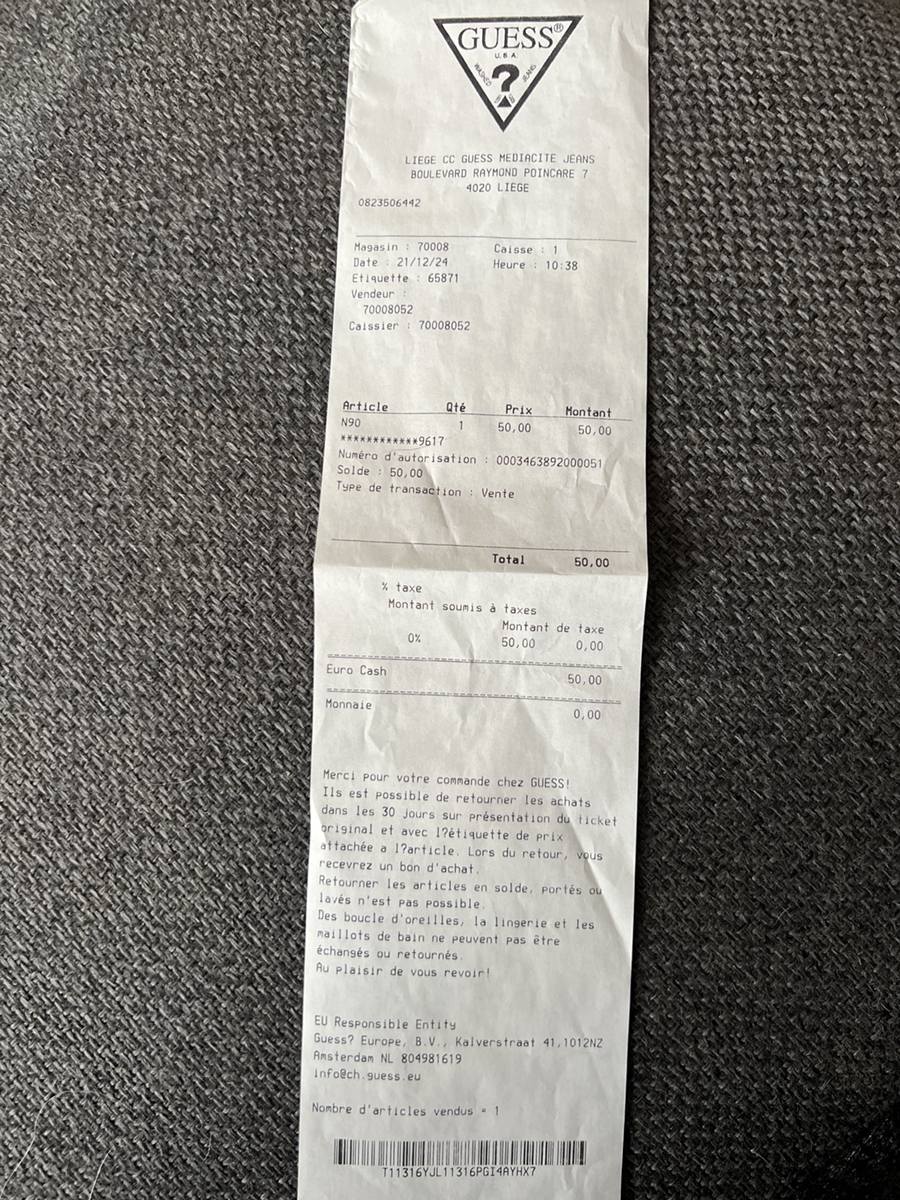 GUESS®
U.S.A.
WASHED ? JEANS
LIEGE CC GUESS MEDIACITE JEANS
BOULEVARD RAYMOND POINCARE 7
4020 LIEGE
0823506442
Magasin : 70008 Caisse : 1
Date : 21/12/24 Heure : 10:38
Etiquette : 65871
Vendeur :
70008052
Caissier : 70008052
Article Qté Prix Montant
N90 1 50,00 50,00
************9617
Numéro d'autorisation : 0003463892000051
Solde : 50,00
Type de transaction : Vente
Total 50,00
% taxe
Montant soumis à taxes
Montant de taxe
0% 50,00 0,00
Euro Cash 50,00
Monnaie 0,00
Merci pour votre commande chez GUESS!
Ils est possible de retourner les achats
dans les 30 jours sur présentation du ticket
original et avec l?étiquette de prix
attachée a l?article. Lors du retour, vous
recevrez un bon d'achat.
Retourner les articles en solde, portés ou
lavés n'est pas possible.
Des boucle d'oreilles, la lingerie et les
maillots de bain ne peuvent pas être
échangés ou retournés.
Au plaisir de vous revoir!
EU Responsible Entity
Guess? Europe, B.V., Kalverstraat 41,1012NZ
Amsterdam NL 804981619
info@ch.guess.eu
Nombre d'articles vendus = 1
T11316YJL11316PGI4AYHX7